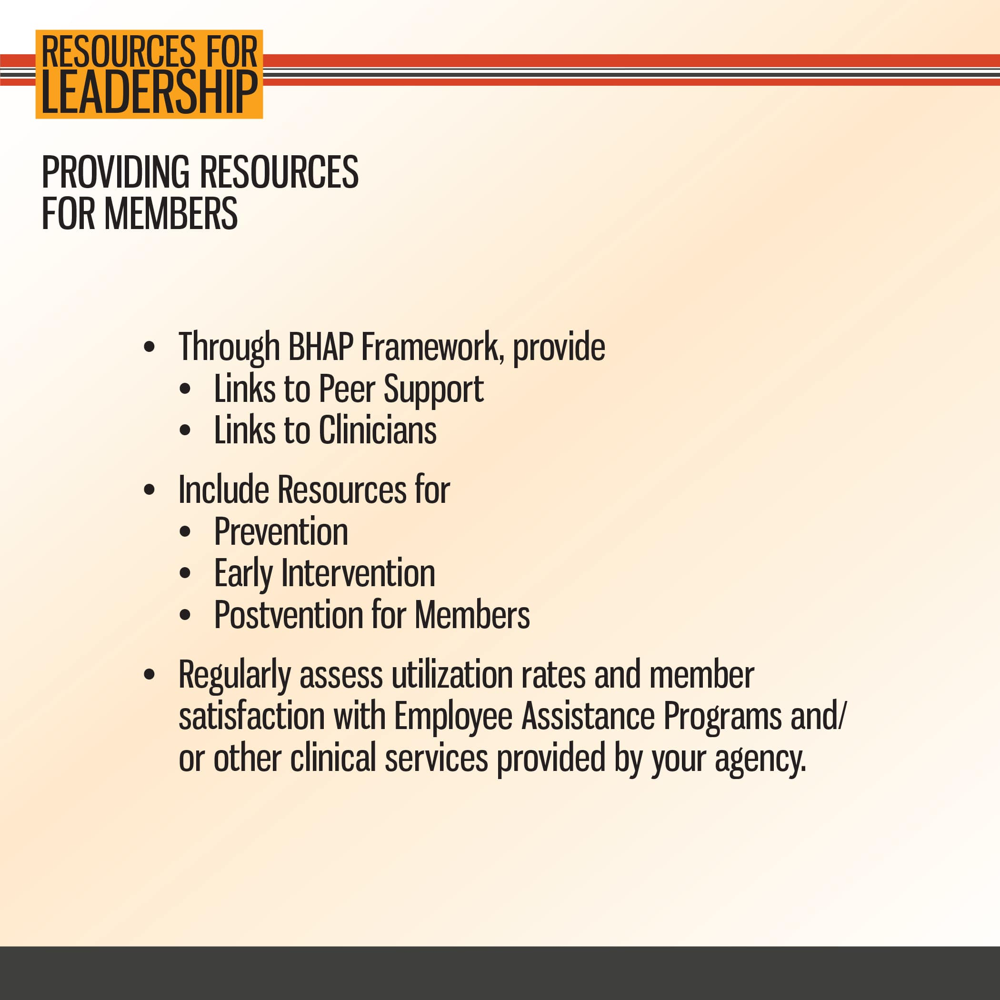 RESOURCES FOR
LEADERSHIP
PROVIDING RESOURCES
FOR MEMBERS
• Through BHAP Framework, provide
• Links to Peer Support
• Links to Clinicians
• Include Resources for
• Prevention
• Early Intervention
• Postvention for Members
• Regularly assess utilization rates and member
satisfaction with Employee Assistance Programs and/
or other clinical services provided by your agency.